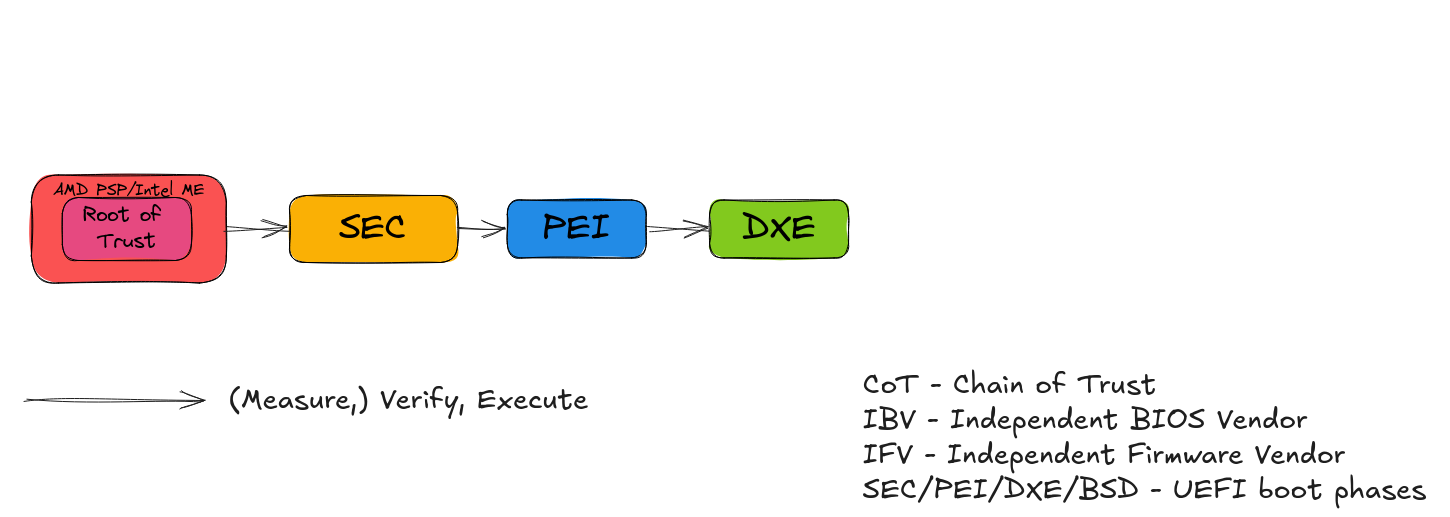 AMD PSP/Intel ME
Root of
Trust
SEC
PEI
DXE
(Measure,) Verify, Execute
CoT - Chain of Trust
IBV - Independent BIOS Vendor
IFV - Independent Firmware Vendor
SEC/PEI/DXE/BSD - UEFI boot phases